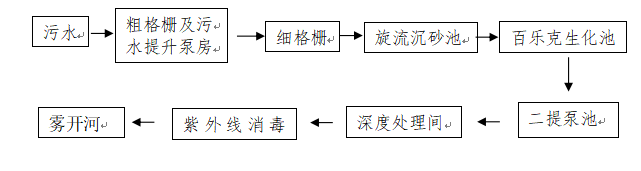 污水
粗格栅及污
水提升泵房
细格栅
旋流沉砂池
百乐克生化池
二提泵池
深度处理间
紫外线消毒
雾开河